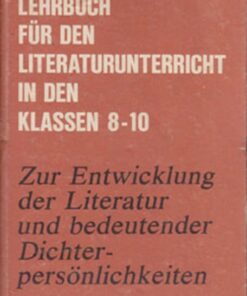 LEHRBUCH
FÜR DEN
LITERATURUNTERRICHT
IN DEN
KLASSEN 8-10
Zur Entwicklung
der Literatur
und bedeutender
Dichter-
persönlichkeiten